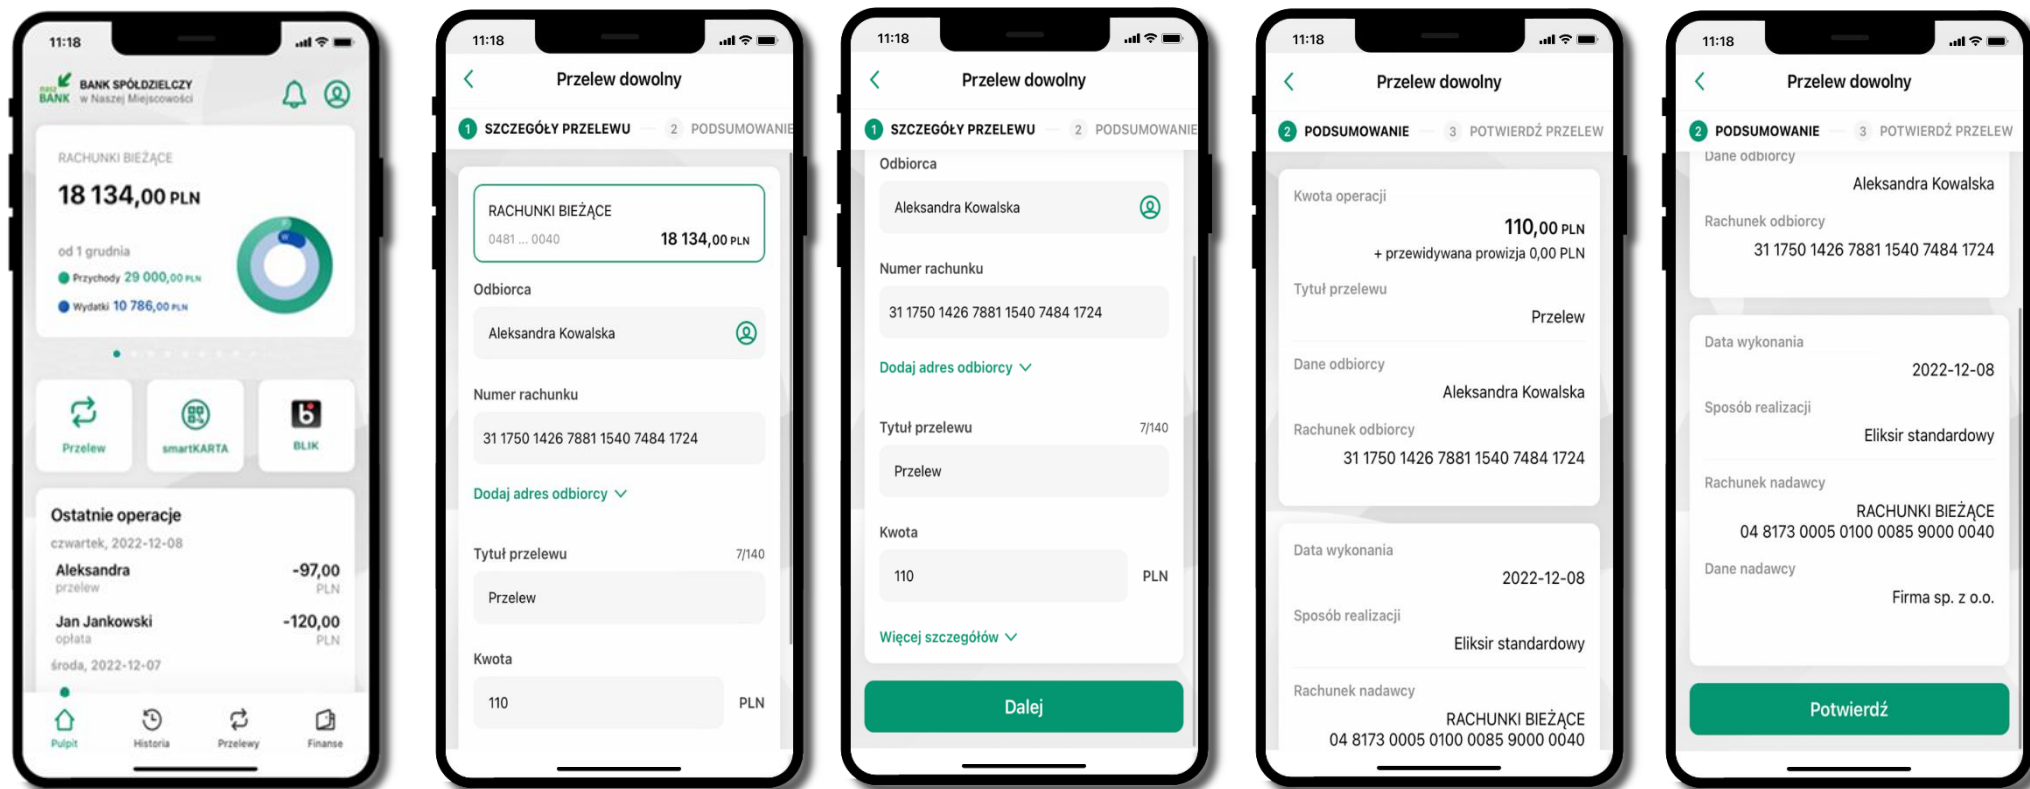 11:18
nasz
BANK
BANK SPÓŁDZIELCZY
w Naszej Miejscowości
RACHUNKI BIEŻĄCE
18 134,00 PLN
od 1 grudnia
Przychody 29 000,00 PLN
Wydatki 10 786,00 PLN
P
W
Przelew
smartKARTA
BLIK
Ostatnie operacje
czwartek, 2022-12-08
Aleksandra -97,00
przelew PLN
Jan Jankowski -120,00
opłata PLN
środa, 2022-12-07
Pulpit Historia Przelewy Finanse
11:18
Przelew dowolny
1 SZCZEGÓŁY PRZELEWU 2 PODSUMOWANIE
RACHUNKI BIEŻĄCE
0481 ... 0040 18 134,00 PLN
Odbiorca
Aleksandra Kowalska
Numer rachunku
31 1750 1426 7881 1540 7484 1724
Dodaj adres odbiorcy
Tytuł przelewu 7/140
Przelew
Kwota
110 PLN
11:18
Przelew dowolny
1 SZCZEGÓŁY PRZELEWU 2 PODSUMOWANIE
Odbiorca
Aleksandra Kowalska
Numer rachunku
31 1750 1426 7881 1540 7484 1724
Dodaj adres odbiorcy
Tytuł przelewu 7/140
Przelew
Kwota
110 PLN
Więcej szczegółów
Dalej
11:18
Przelew dowolny
2 PODSUMOWANIE 3 POTWIERDŹ PRZELEW
Kwota operacji
110,00 PLN
+ przewidywana prowizja 0,00 PLN
Tytuł przelewu
Przelew
Dane odbiorcy
Aleksandra Kowalska
Rachunek odbiorcy
31 1750 1426 7881 1540 7484 1724
Data wykonania
2022-12-08
Sposób realizacji
Eliksir standardowy
Rachunek nadawcy
RACHUNKI BIEŻĄCE
04 8173 0005 0100 0085 9000 0040
11:18
Przelew dowolny
2 PODSUMOWANIE 3 POTWIERDŹ PRZELEW
Dane odbiorcy
Aleksandra Kowalska
Rachunek odbiorcy
31 1750 1426 7881 1540 7484 1724
Data wykonania
2022-12-08
Sposób realizacji
Eliksir standardowy
Rachunek nadawcy
RACHUNKI BIEŻĄCE
04 8173 0005 0100 0085 9000 0040
Dane nadawcy
Firma sp. z o.o.
Potwierdź